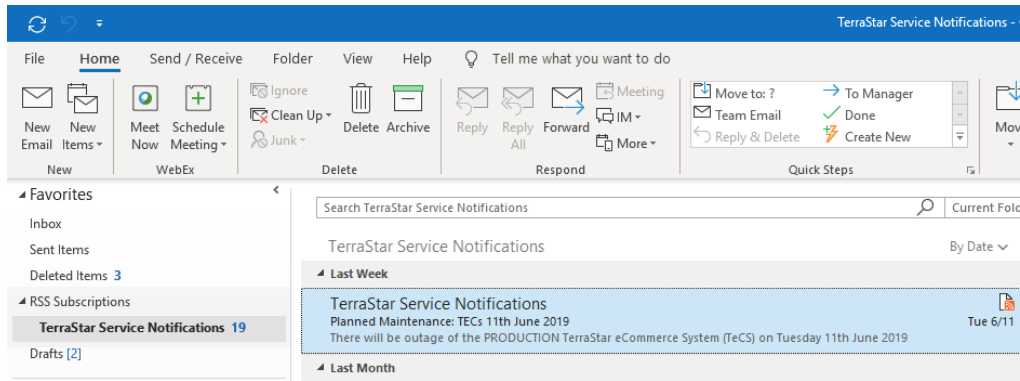 TerraStar Service Notifications -
File Home Send / Receive Folder View Help Tell me what you want to do
New Email
New Items
Meet Now
Schedule Meeting
Ignore
Clean Up
Junk
Delete
Archive
Reply
Reply All
Forward
Meeting
IM
More
Move to: ?
Team Email
Reply & Delete
To Manager
Done
Create New
New WebEx Delete Respond Quick Steps
Favorites
Inbox
Sent Items
Deleted Items 3
RSS Subscriptions
TerraStar Service Notifications 19
Drafts [2]
Search TerraStar Service Notifications
TerraStar Service Notifications By Date
Last Week
TerraStar Service Notifications
Planned Maintenance: TECs 11th June 2019 Tue 6/11
There will be outage of the PRODUCTION TerraStar eCommerce System (TeCS) on Tuesday 11th June 2019
Last Month